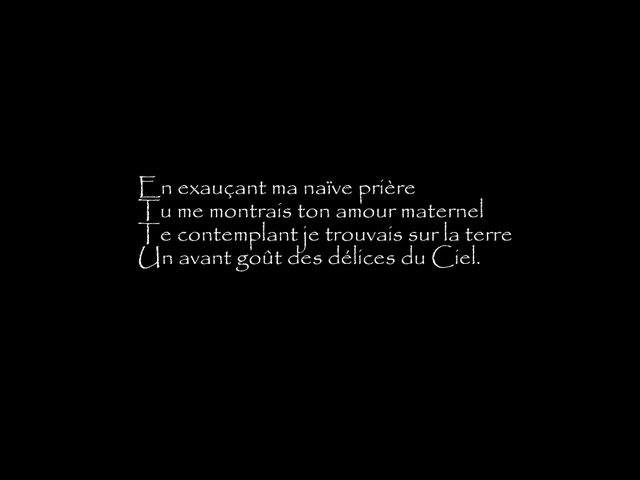 En exauçant ma naïve prière
Tu me montrais ton amour maternel
Te contemplant je trouvais sur la terre
Un avant goût des délices du Ciel.